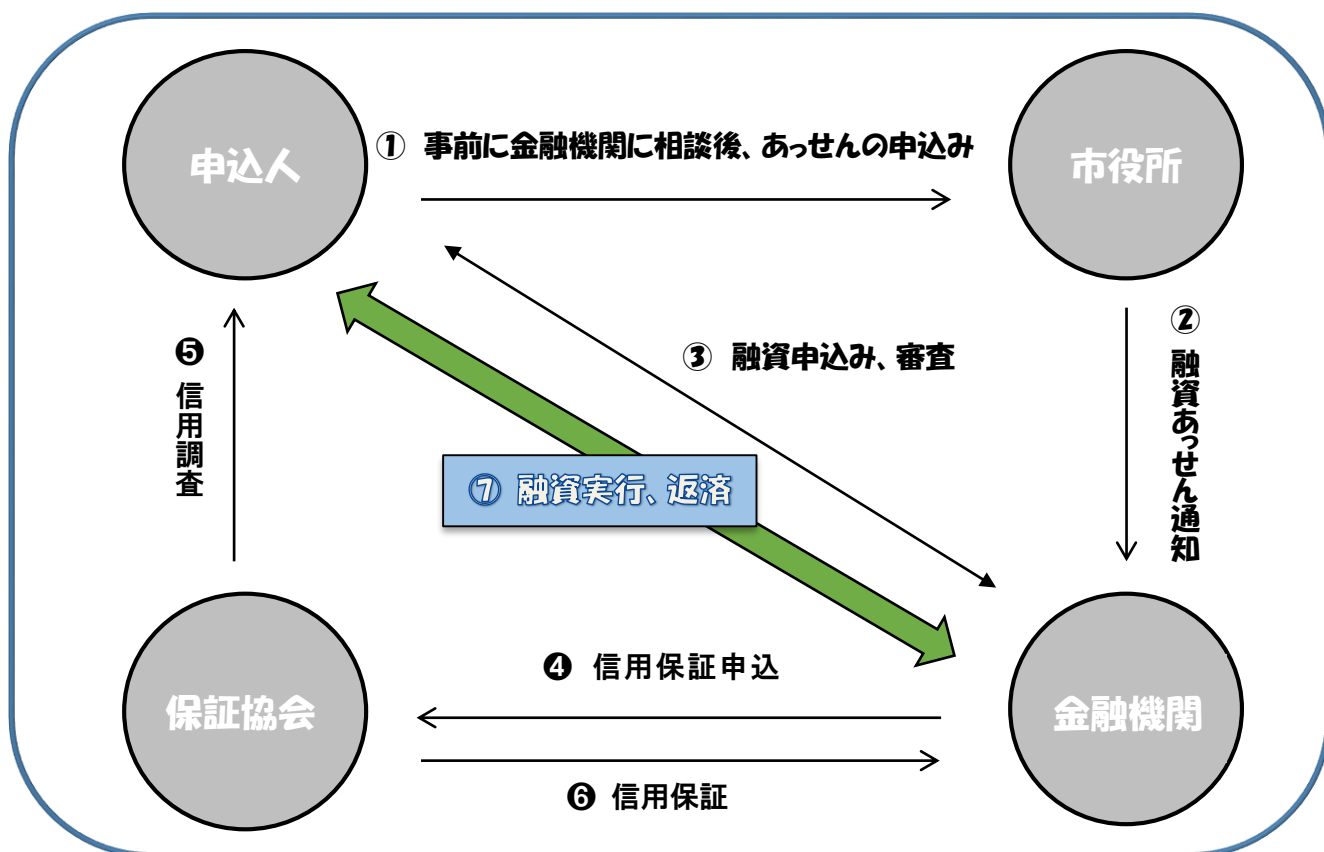 申込人
① 事前に金融機関に相談後、あっせんの申込み
市役所
② 融資あっせん通知
③ 融資申込み、審査
❺ 信用調査
⑦ 融資実行、返済
❹ 信用保証申込
保証協会
金融機関
❻ 信用保証